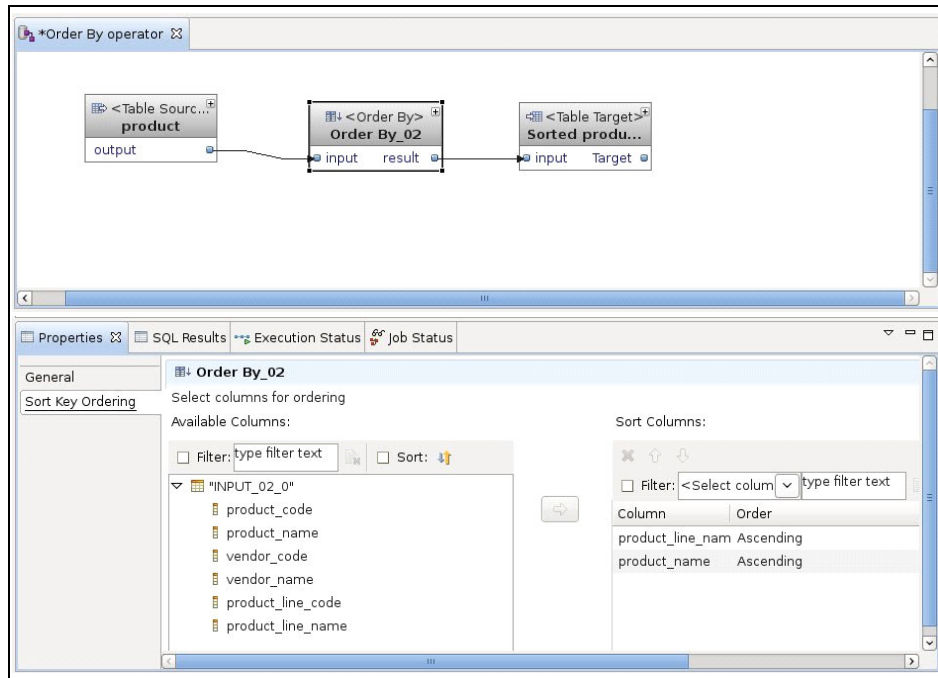 *Order By operator
<Table Sourc...
product
output
<Order By>
Order By_02
input result
<Table Target>
Sorted produ...
input Target
Properties SQL Results Execution Status Job Status
General
Sort Key Ordering
Order By_02
Select columns for ordering
Available Columns:
Filter: type filter text Sort:
"INPUT_02_0"
product_code
product_name
vendor_code
vendor_name
product_line_code
product_line_name
Sort Columns:
Filter: <Select colum type filter text
Column Order
product_line_nam Ascending
product_name Ascending